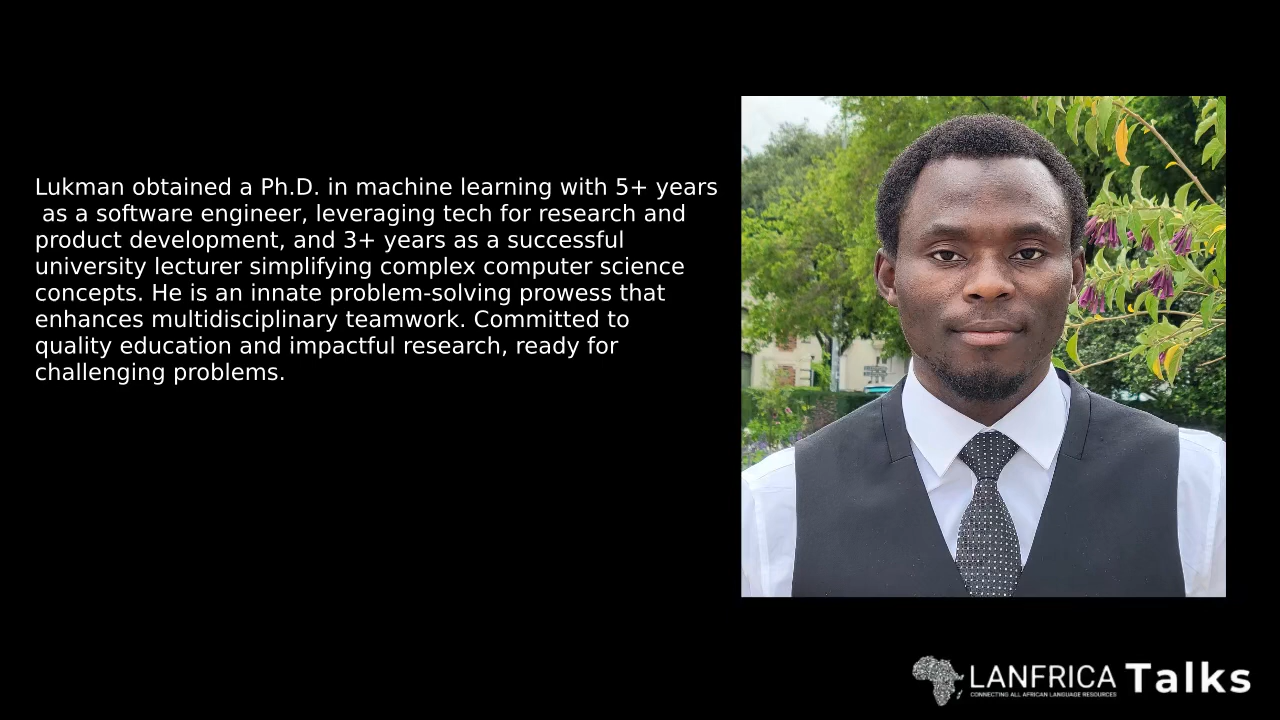 Lukman obtained a Ph.D. in machine learning with 5+ years
as a software engineer, leveraging tech for research and
product development, and 3+ years as a successful
university lecturer simplifying complex computer science
concepts. He is an innate problem-solving prowess that
enhances multidisciplinary teamwork. Committed to
quality education and impactful research, ready for
challenging problems.
LANFRICA Talks
CONNECTING ALL AFRICAN LANGUAGE RESOURCES